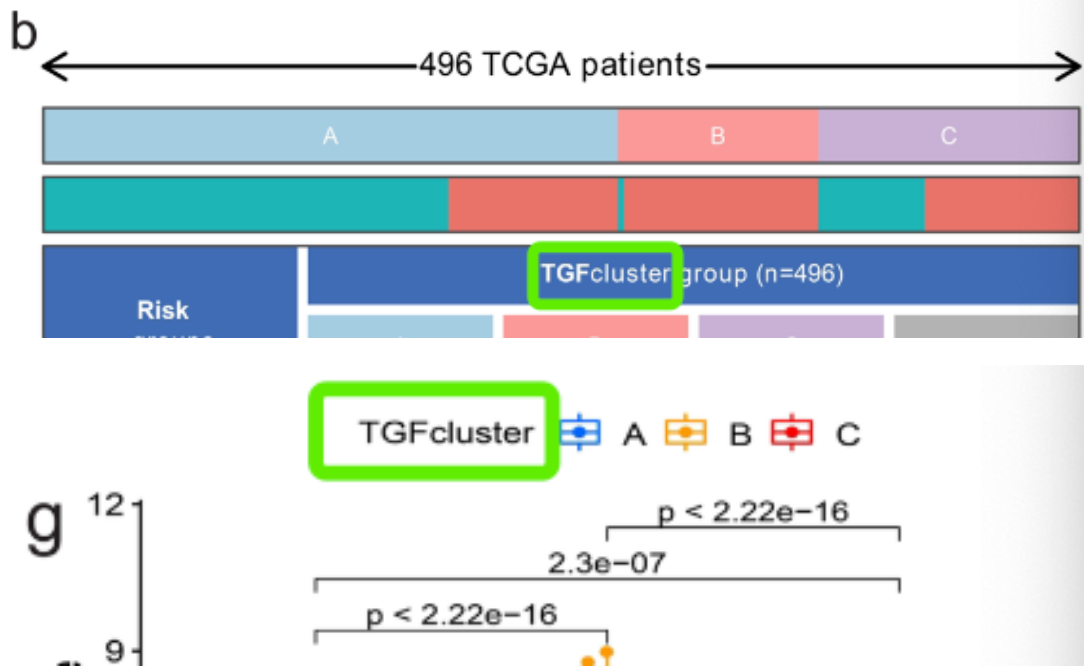 b
496 TCGA patients
A B C
TGFcluster group (n=496)
Risk
TGFcluster A B C
g
12
p < 2.22e−16
2.3e−07
p < 2.22e−16
9